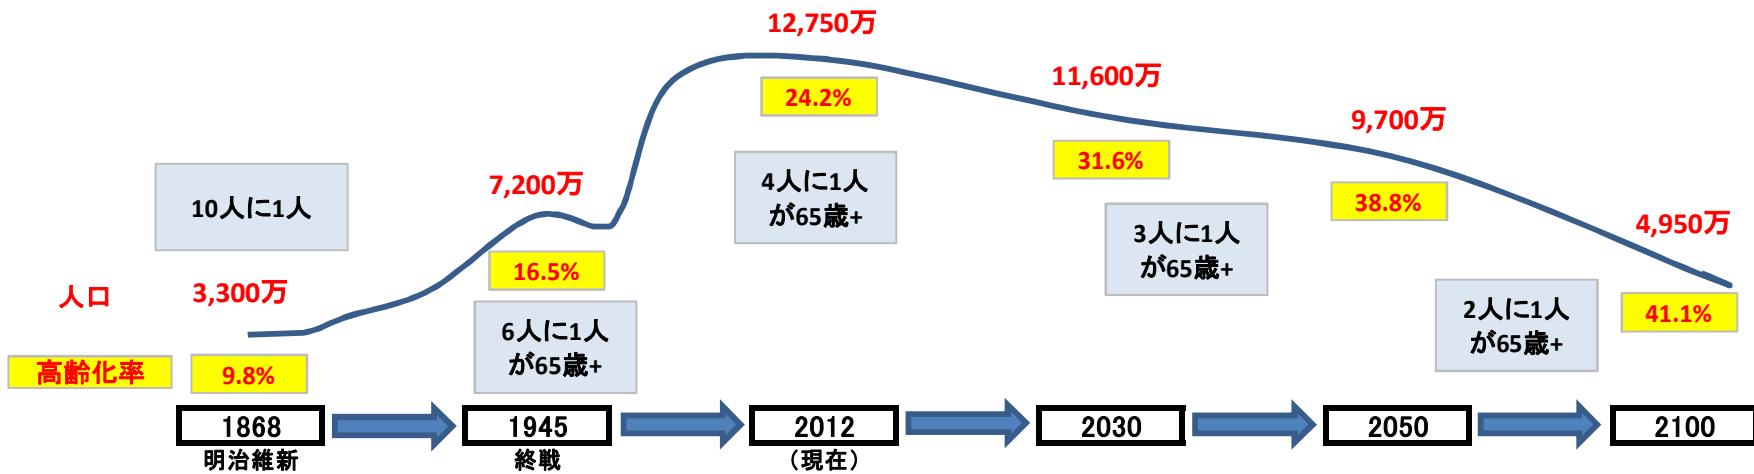 12,750万
11,600万
24.2%
9,700万
31.6%
7,200万
4人に1人
が65歳+
10人に1人
38.8%
3人に1人
が65歳+
4,950万
16.5%
人口
3,300万
6人に1人
が65歳+
2人に1人
が65歳+
41.1%
高齢化率
9.8%
1868
1945
2012
2030
2050
2100
明治維新
終戦
（現在）